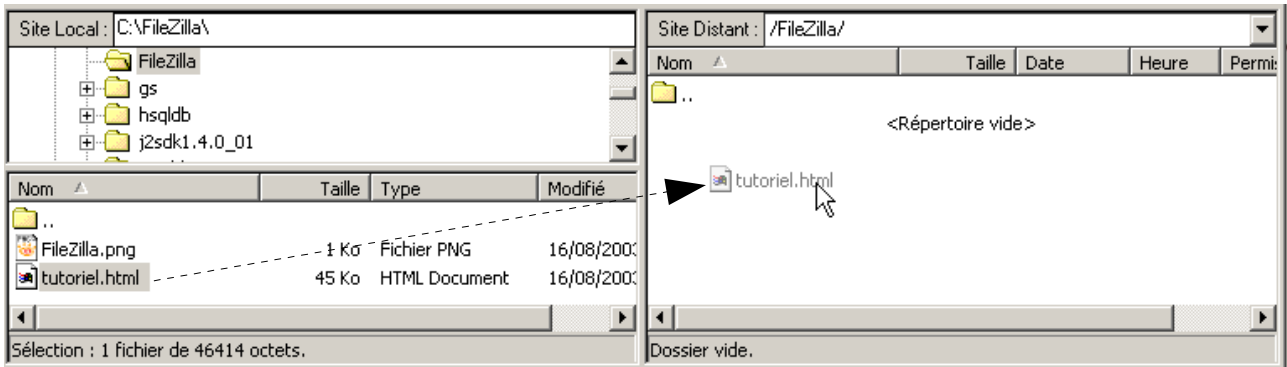 Site Local : C:\FileZilla\
FileZilla
gs
hsqldb
j2sdk1.4.0_01
Nom Taille Type Modifié
..
FileZilla.png 1 Ko Fichier PNG 16/08/200
tutoriel.html 45 Ko HTML Document 16/08/200
Sélection : 1 fichier de 46414 octets.
Site Distant : /FileZilla/
Nom Taille Date Heure Permis
..
<Répertoire vide>
tutoriel.html
Dossier vide.